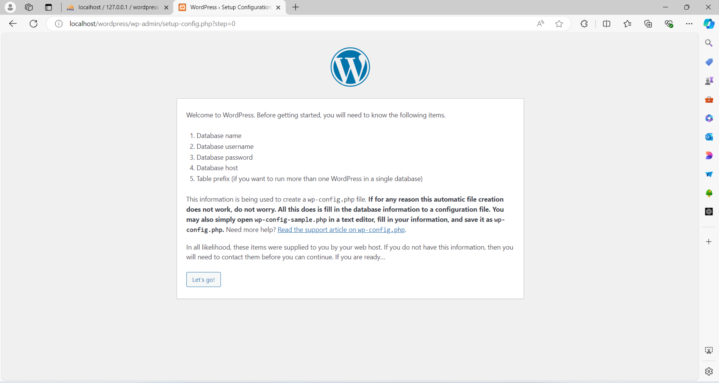 localhost / 127.0.0.1 / wordpress
WordPress › Setup Configuration
localhost/wordpress/wp-admin/setup-config.php?step=0
Welcome to WordPress. Before getting started, you will need to know the following items.
1. Database name
2. Database username
3. Database password
4. Database host
5. Table prefix (if you want to run more than one WordPress in a single database)
This information is being used to create a wp-config.php file. If for any reason this automatic file creation
does not work, do not worry. All this does is fill in the database information to a configuration file. You
may also simply open wp-config-sample.php in a text editor, fill in your information, and save it as wp-
config.php. Need more help? Read the support article on wp-config.php.
In all likelihood, these items were supplied to you by your web host. If you do not have this information, then you
will need to contact them before you can continue. If you are ready…
Let's go!